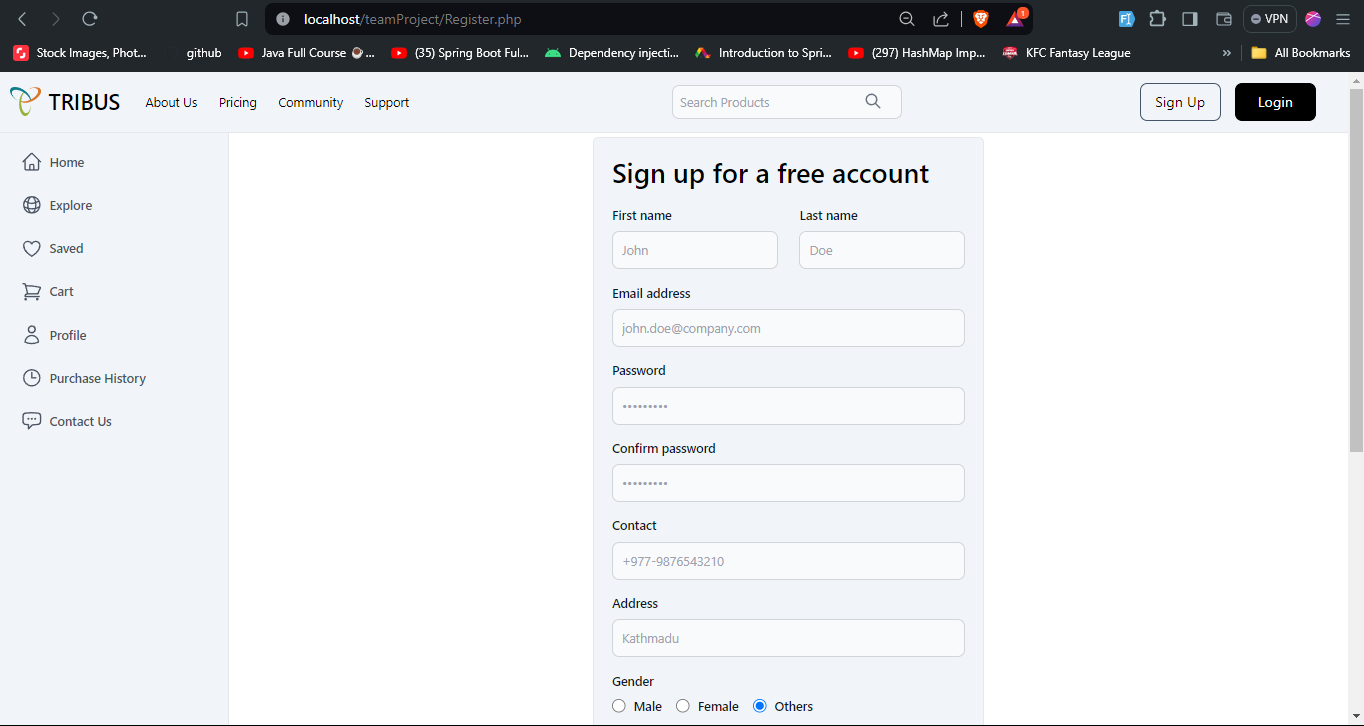 localhost/teamProject/Register.php
1
VPN
Stock Images, Phot...
github
Java Full Course ☕ ...
(35) Spring Boot Ful...
Dependency injecti...
Introduction to Spri...
(297) HashMap Imp...
KFC Fantasy League
»
All Bookmarks
TRIBUS
About Us
Pricing
Community
Support
Search Products
Sign Up
Login
Home
Explore
Saved
Cart
Profile
Purchase History
Contact Us
Sign up for a free account
First name
Last name
John
Doe
Email address
john.doe@company.com
Password
•••••••••
Confirm password
•••••••••
Contact
+977-9876543210
Address
Kathmadu
Gender
Male
Female
Others